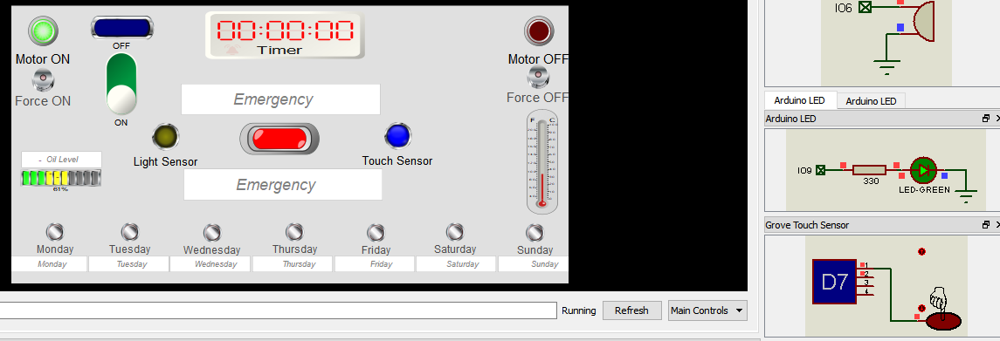 Motor ON
Force ON
OFF
ON
00:00:00
Timer
Motor OFF
Force OFF
Emergency
Light Sensor
Touch Sensor
Emergency
- Oil Level
61%
F C
Monday Tuesday Wednesday Thursday Friday Saturday Sunday
Monday Tuesday Wednesday Thursday Friday Saturday Sunday
Running Refresh Main Controls
IO6
Arduino LED Arduino LED
Arduino LED
IO9
330
LED-GREEN
Grove Touch Sensor
D7
1
2
3
4